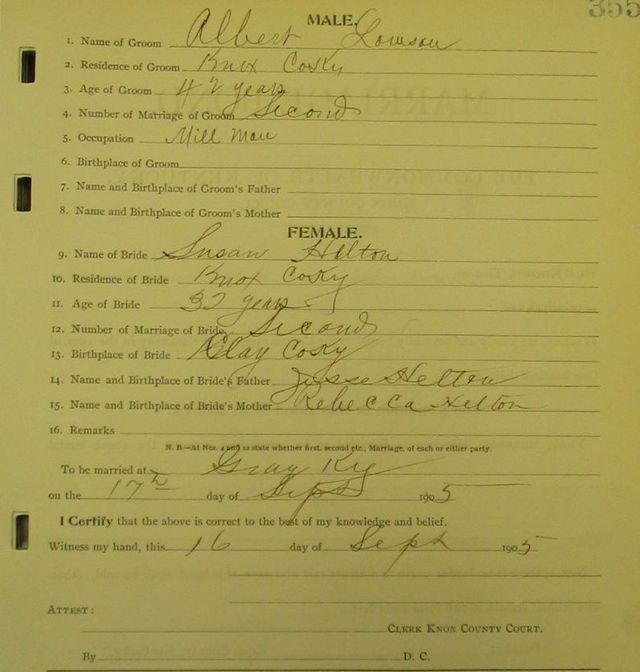 355
MALE.
1. Name of Groom Albert Lawson
2. Residence of Groom Knox Co Ky
3. Age of Groom 42 years
4. Number of Marriage of Groom Second
5. Occupation Mill Man
6. Birthplace of Groom
7. Name and Birthplace of Groom's Father
8. Name and Birthplace of Groom's Mother
FEMALE.
9. Name of Bride Susan Helton
10. Residence of Bride Knox Co Ky
11. Age of Bride 32 years
12. Number of Marriage of Bride Second
13. Birthplace of Bride Clay Co Ky
14. Name and Birthplace of Bride's Father Jesse Helton
15. Name and Birthplace of Bride's Mother Rebecca Helton
16. Remarks
N. B.—At Nos. 4 and 12 state whether first, second etc., Marriage, of each or either party.
To be married at Gray Ky
on the 17th day of Sept 1905
I Certify that the above is correct to the best of my knowledge and belief.
Witness my hand, this 16 day of Sept 1905
ATTEST:
CLERK KNOX COUNTY COURT.
By D. C.